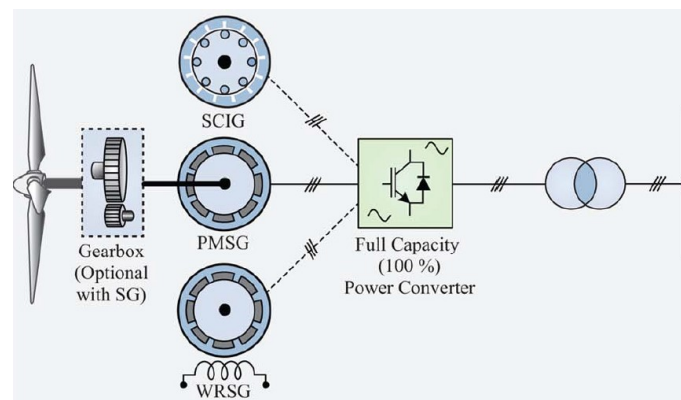 SCIG
PMSG
Gearbox
(Optional
with SG)
Full Capacity
(100 %)
Power Converter
WRSG